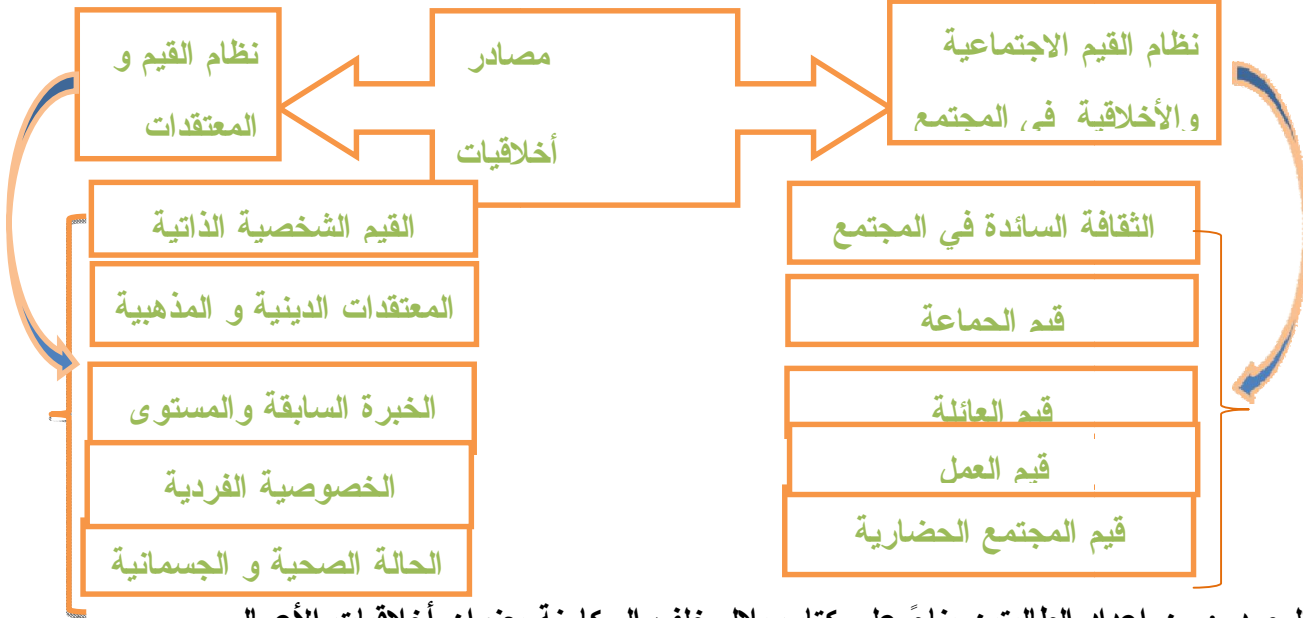 نظام القيم الاجتماعية
والأخلاقية في المجتمع
مصادر
أخلاقيات
نظام القيم و
المعتقدات
الثقافة السائدة في المجتمع
قيم الجماعة
قيم العائلة
قيم العمل
قيم المجتمع الحضارية
القيم الشخصية الذاتية
المعتقدات الدينية و المذهبية
الخبرة السابقة والمستوى
الخصوصية الفردية
الحالة الصحية و الجسمانية